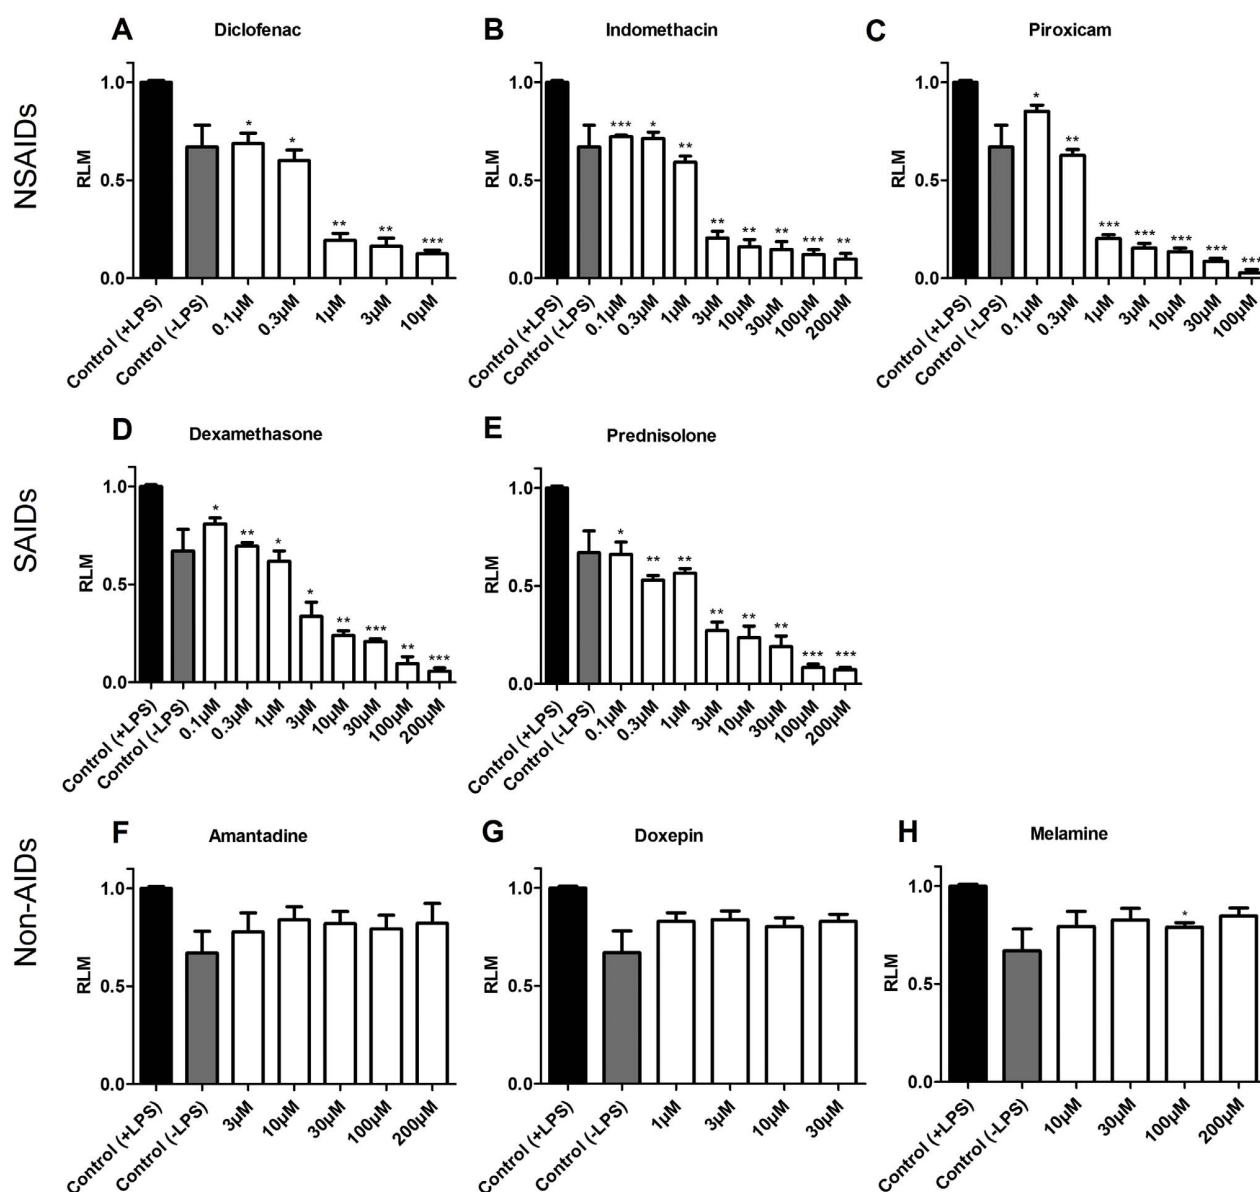 NSAIDs
A Diclofenac
RLM
1.0
0.5
0.0
* * ** ** ***
Control (+LPS) Control (-LPS) 0.1µM 0.3µM 1µM 3µM 10µM
B Indomethacin
RLM
1.0
0.5
0.0
*** * ** ** ** ** *** **
Control (+LPS) Control (-LPS) 0.1µM 0.3µM 1µM 3µM 10µM 30µM 100µM 200µM
C Piroxicam
RLM
1.0
0.5
0.0
* ** *** *** *** *** ***
Control (+LPS) Control (-LPS) 0.1µM 0.3µM 1µM 3µM 10µM 30µM 100µM
SAIDs
D Dexamethasone
RLM
1.0
0.5
0.0
* ** * * ** *** ** ***
Control (+LPS) Control (-LPS) 0.1µM 0.3µM 1µM 3µM 10µM 30µM 100µM 200µM
E Prednisolone
RLM
1.0
0.5
0.0
* ** ** ** ** ** *** ***
Control (+LPS) Control (-LPS) 0.1µM 0.3µM 1µM 3µM 10µM 30µM 100µM 200µM
Non-AIDs
F Amantadine
RLM
1.0
0.5
0.0
Control (+LPS) Control (-LPS) 3µM 10µM 30µM 100µM 200µM
G Doxepin
RLM
1.0
0.5
0.0
Control (+LPS) Control (-LPS) 1µM 3µM 10µM 30µM
H Melamine
RLM
1.0
0.5
0.0
*
Control (+LPS) Control (-LPS) 10µM 30µM 100µM 200µM